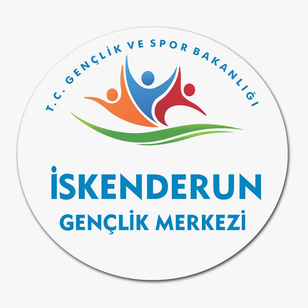 T.C. GENÇLİK VE SPOR BAKANLIĞI
İSKENDERUN
GENÇLİK MERKEZİ